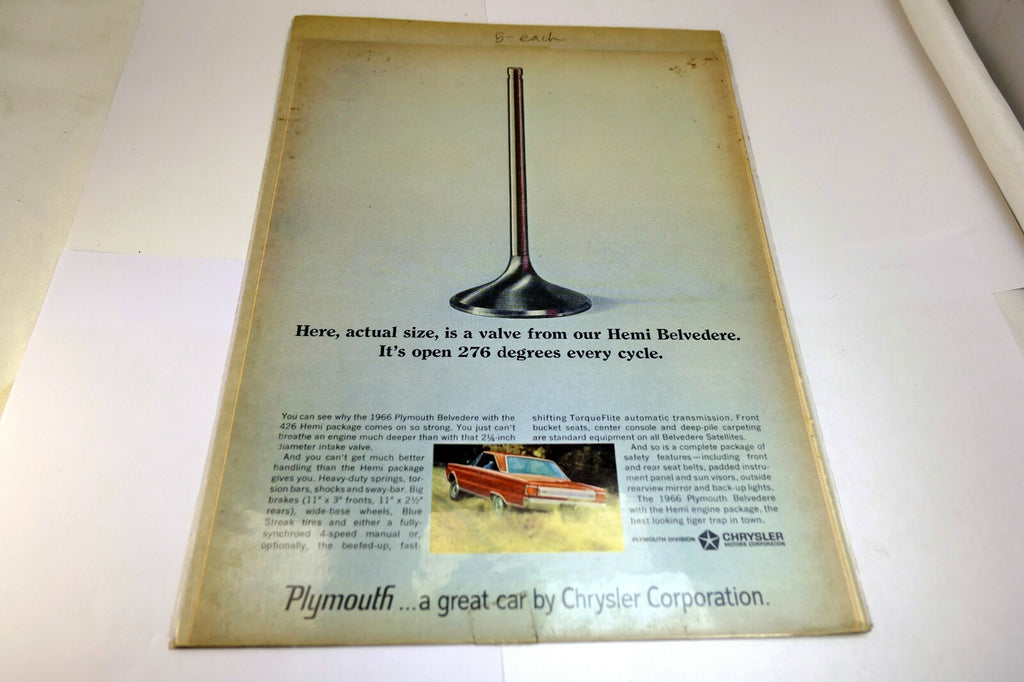 5- each
Here, actual size, is a valve from our Hemi Belvedere.
It's open 276 degrees every cycle.
You can see why the 1966 Plymouth Belvedere with the
426 Hemi package comes on so strong. You just can't
breathe an engine much deeper than with that 2¼-inch
diameter intake valve.
And you can't get much better
handling than the Hemi package
gives you. Heavy-duty springs, tor-
sion bars, shocks and sway-bar. Big
brakes (11" x 3" fronts, 11" x 2½"
rears), wide-base wheels, Blue
Streak tires and either a fully-
synchroed 4-speed manual or,
optionally, the beefed-up, fast-
shifting TorqueFlite automatic transmission. Front
bucket seats, center console and deep-pile carpeting
are standard equipment on all Belvedere Satellites.
And so is a complete package of
safety features—including front
and rear seat belts, padded instru-
ment panel and sun visors, outside
rearview mirror and back-up lights.
The 1966 Plymouth Belvedere
with the Hemi engine package, the
best looking tiger trap in town.
PLYMOUTH DIVISION CHRYSLER
MOTORS CORPORATION
Plymouth ...a great car by Chrysler Corporation.